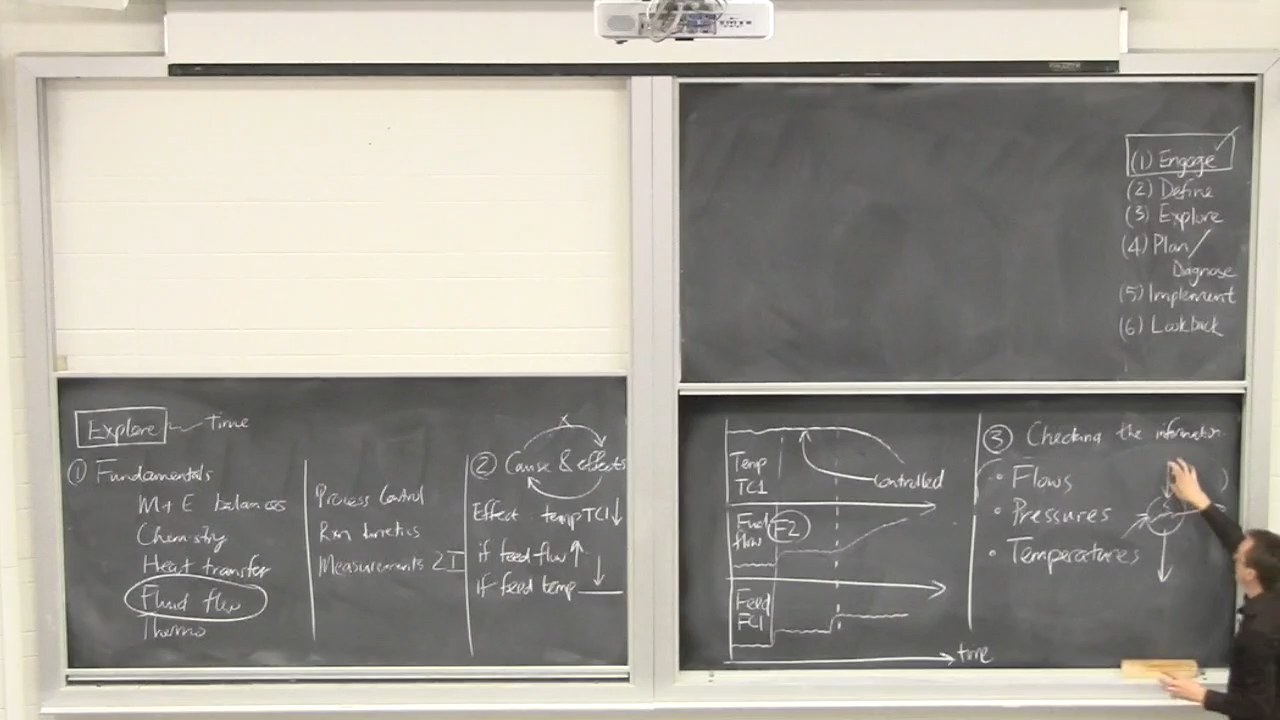 (1) Engage
(2) Define
(3) Explore
(4) Plan/
Diagnose
(5) Implement
(6) Lookback
Explore time
① Fundamentals
M+E balances
Chemistry
Heat transfer
Fluid flow
Thermo
Process Control
Rxn kinetics
Measurements
x
② Cause & effects
Effect temp TC1 ↓
if feed flow ↑
if feed temp ↓
Temp
TC1
Controlled
Fuel
flow
F2
Feed
FC1
time
③ Checking the information
• Flows
• Pressures
• Temperatures